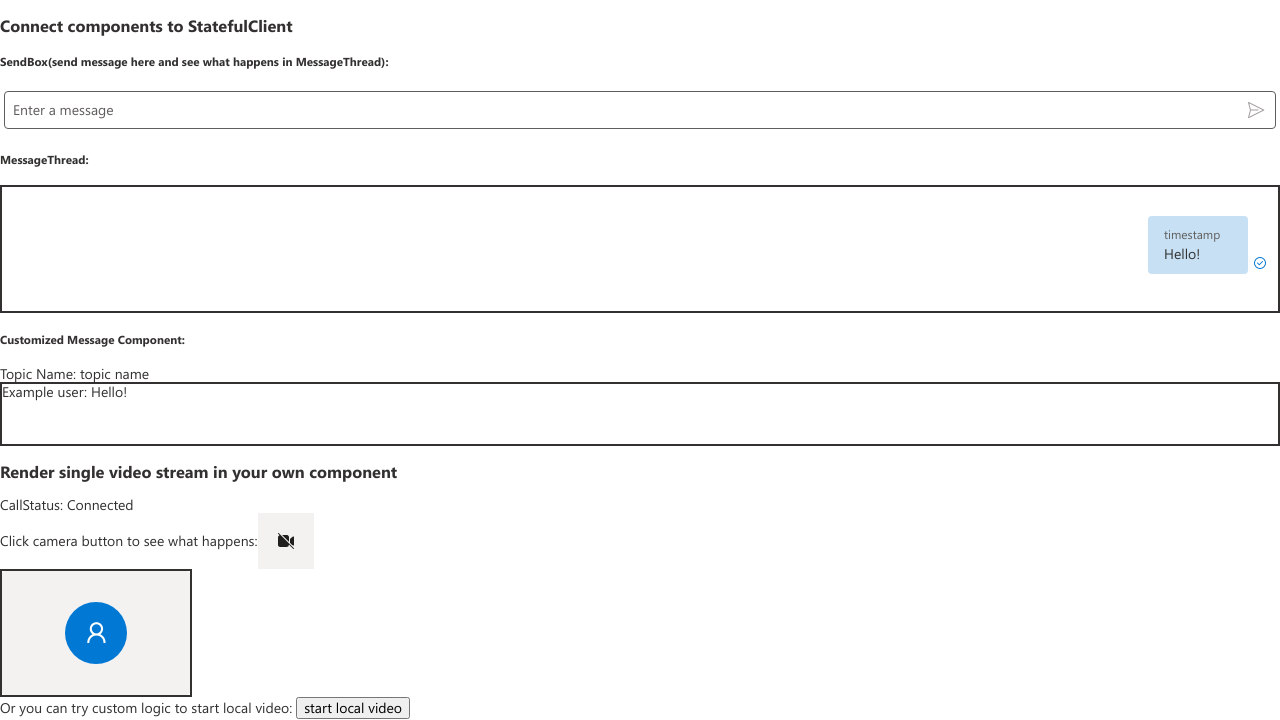 Connect components to StatefulClient
SendBox(send message here and see what happens in MessageThread):
Enter a message
MessageThread:
timestamp
Hello!
Customized Message Component:
Topic Name: topic name
Example user: Hello!
Render single video stream in your own component
CallStatus: Connected
Click camera button to see what happens:
Or you can try custom logic to start local video: start local video